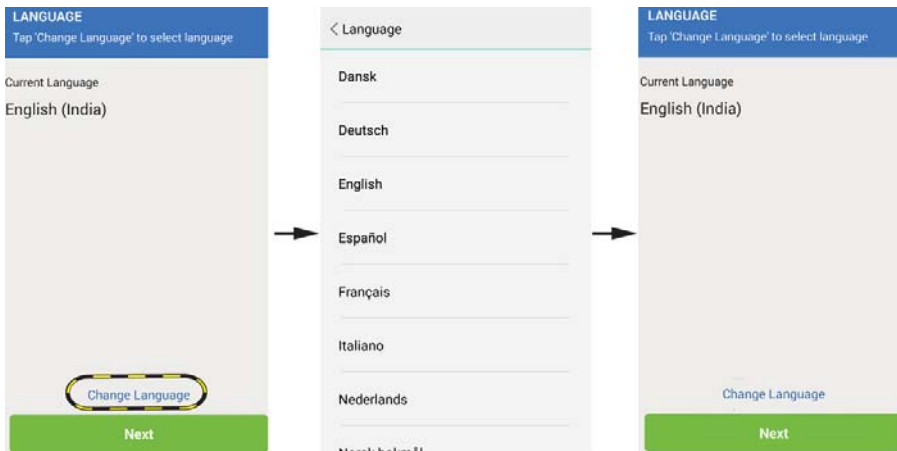 LANGUAGE
Tap 'Change Language' to select language
Current Language
English (India)
Change Language
Next
< Language
Dansk
Deutsch
English
Español
Français
Italiano
Nederlands
LANGUAGE
Tap 'Change Language' to select language
Current Language
English (India)
Change Language
Next